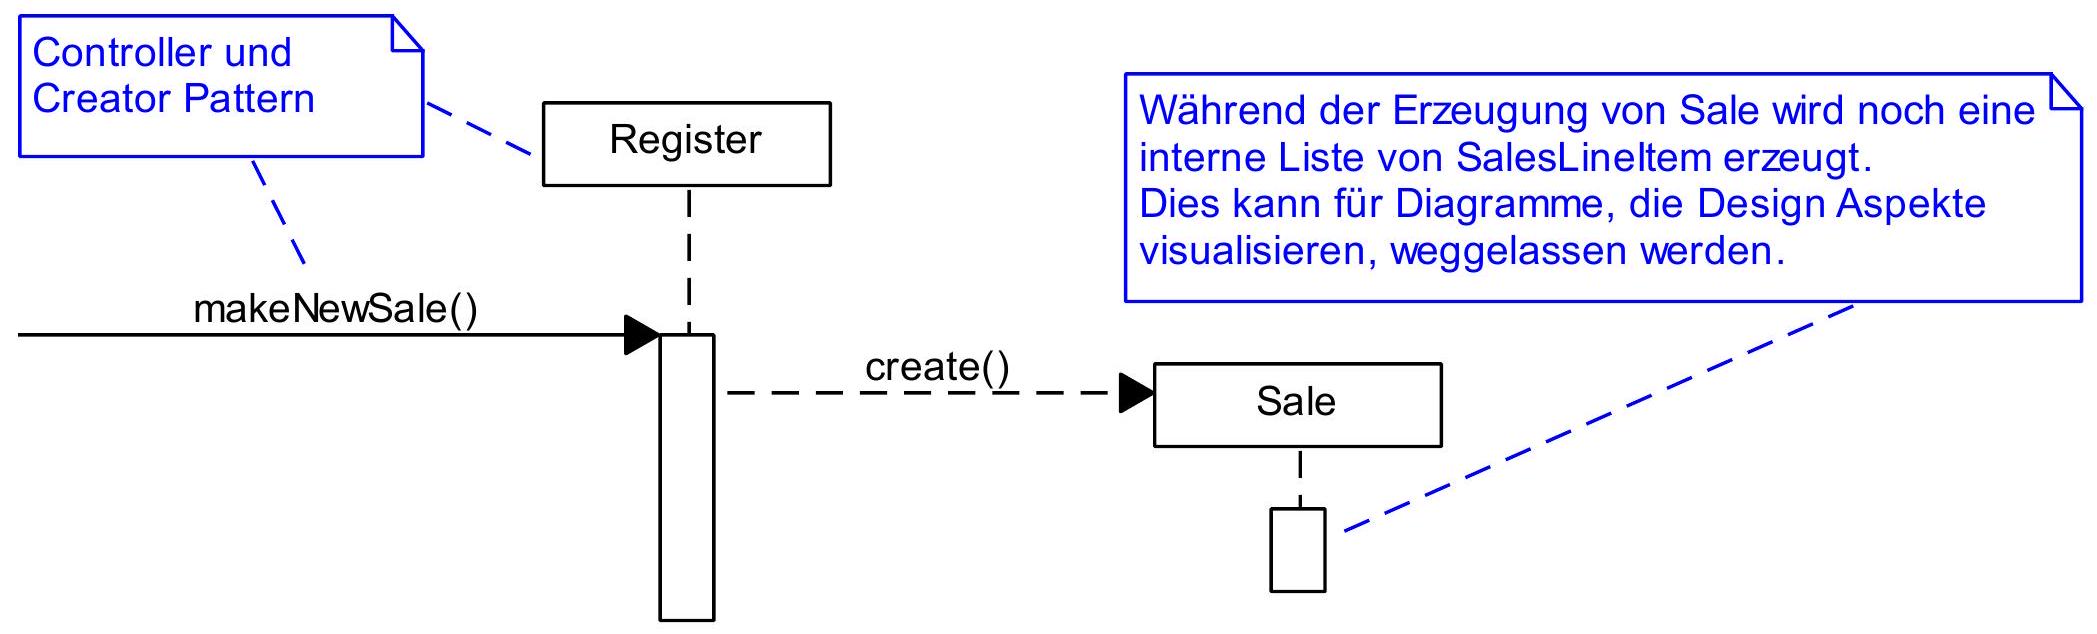 Controller und
Creator Pattern
Register
Während der Erzeugung von Sale wird noch eine
interne Liste von SalesLineItem erzeugt.
Dies kann für Diagramme, die Design Aspekte
visualisieren, weggelassen werden.
makeNewSale()
create()
Sale